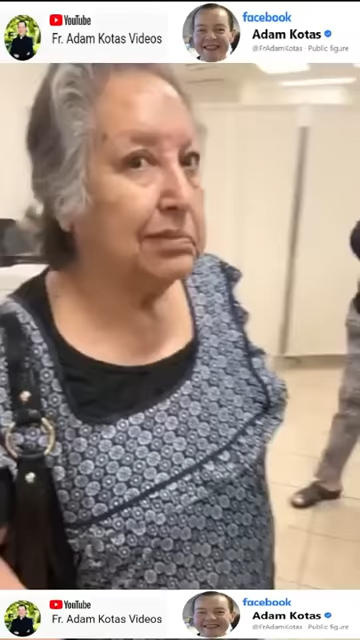 YouTube
Fr. Adam Kotas Videos
facebook
Adam Kotas
@FrAdamKotas · Public figure
YouTube
Fr. Adam Kotas Videos
facebook
Adam Kotas
@FrAdamKotas · Public figure